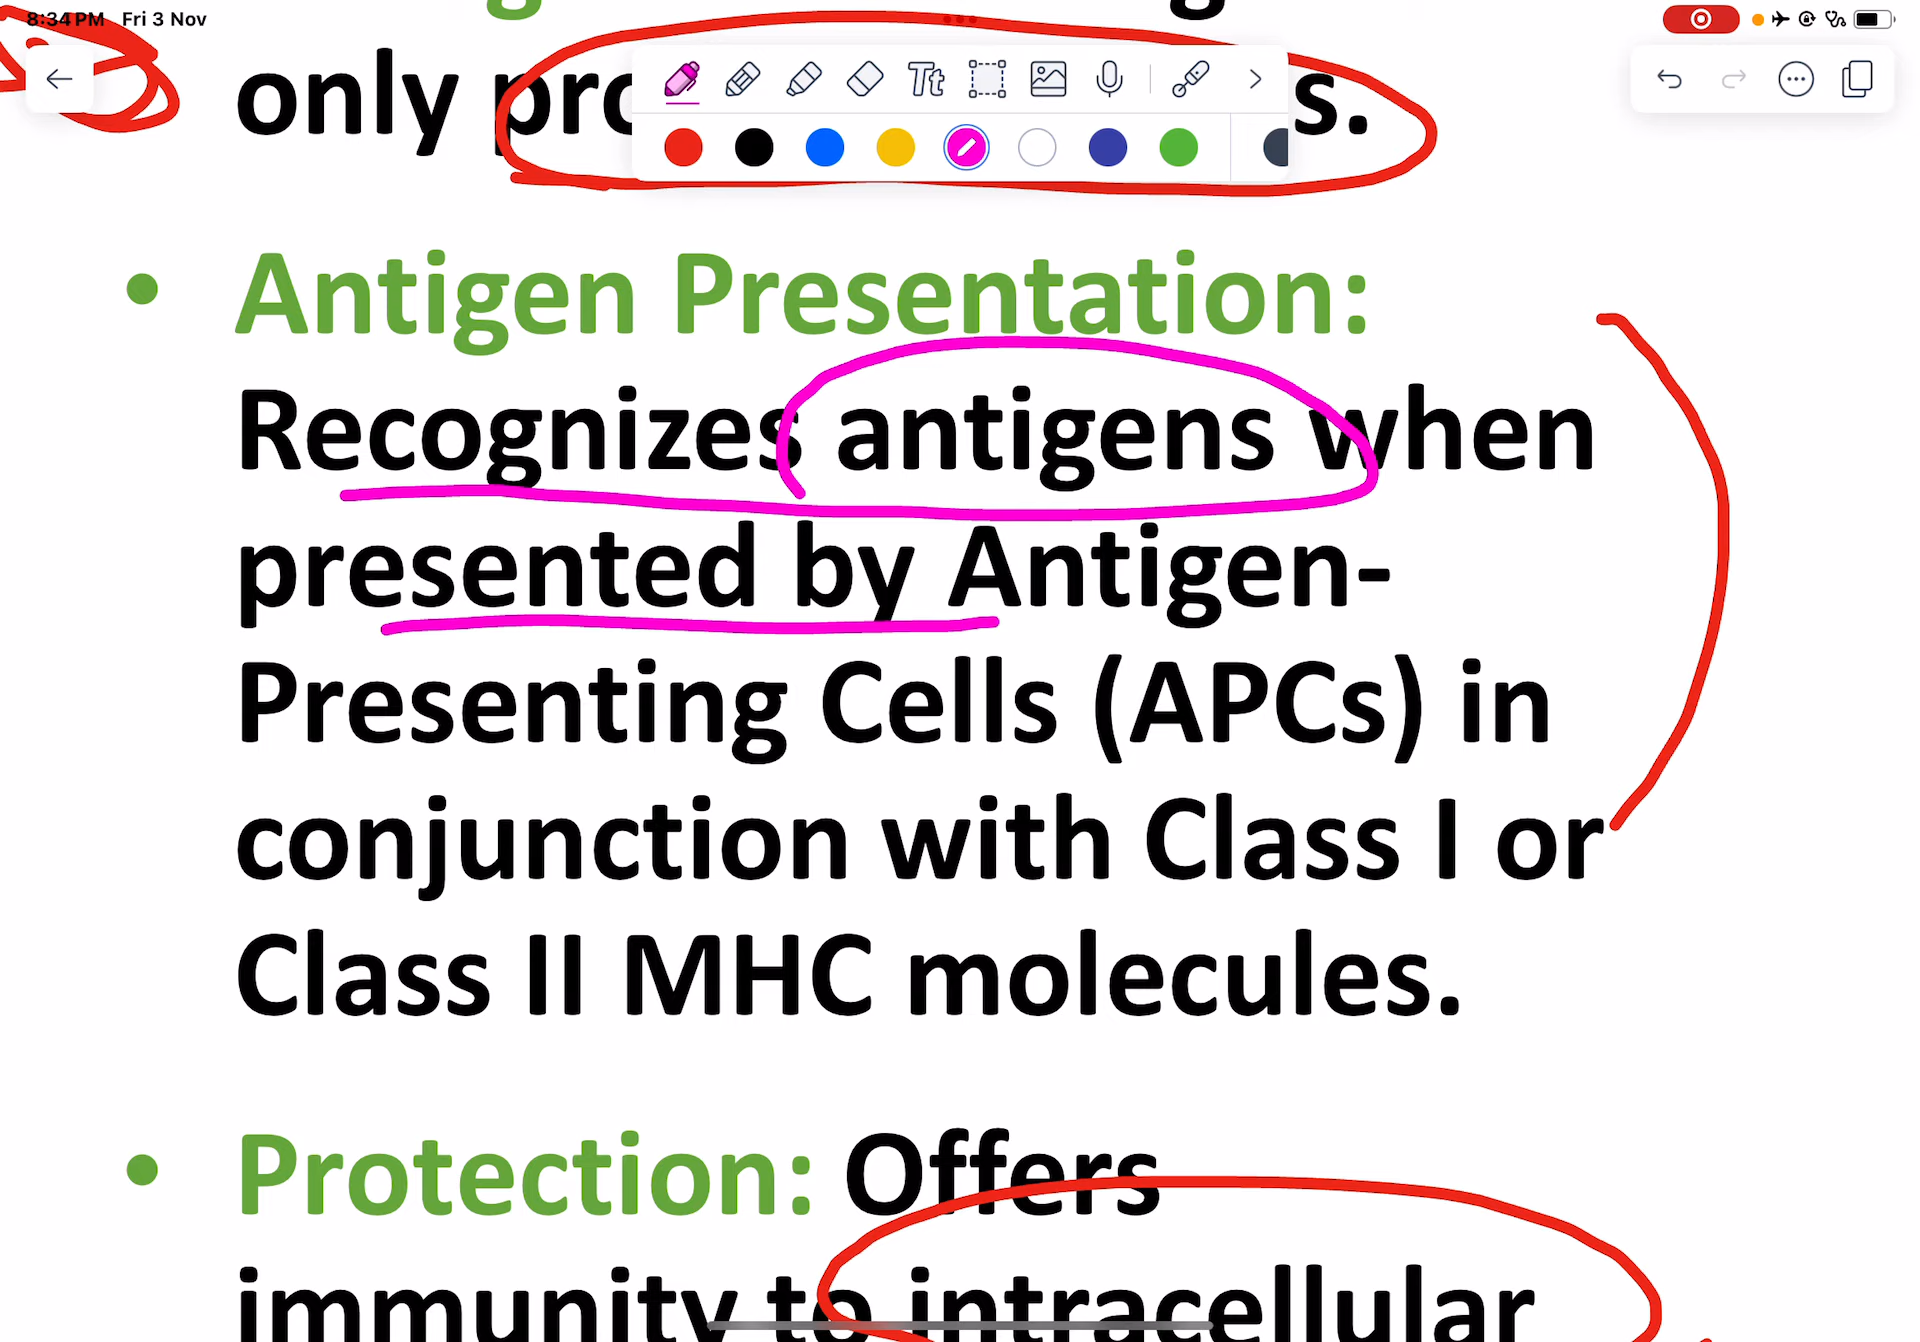 8:34 PM Fri 3 Nov
only
• Antigen Presentation:
Recognizes antigens when
presented by Antigen-
Presenting Cells (APCs) in
conjunction with Class I or
Class II MHC molecules.
• Protection: Offers
immunity to intracellular